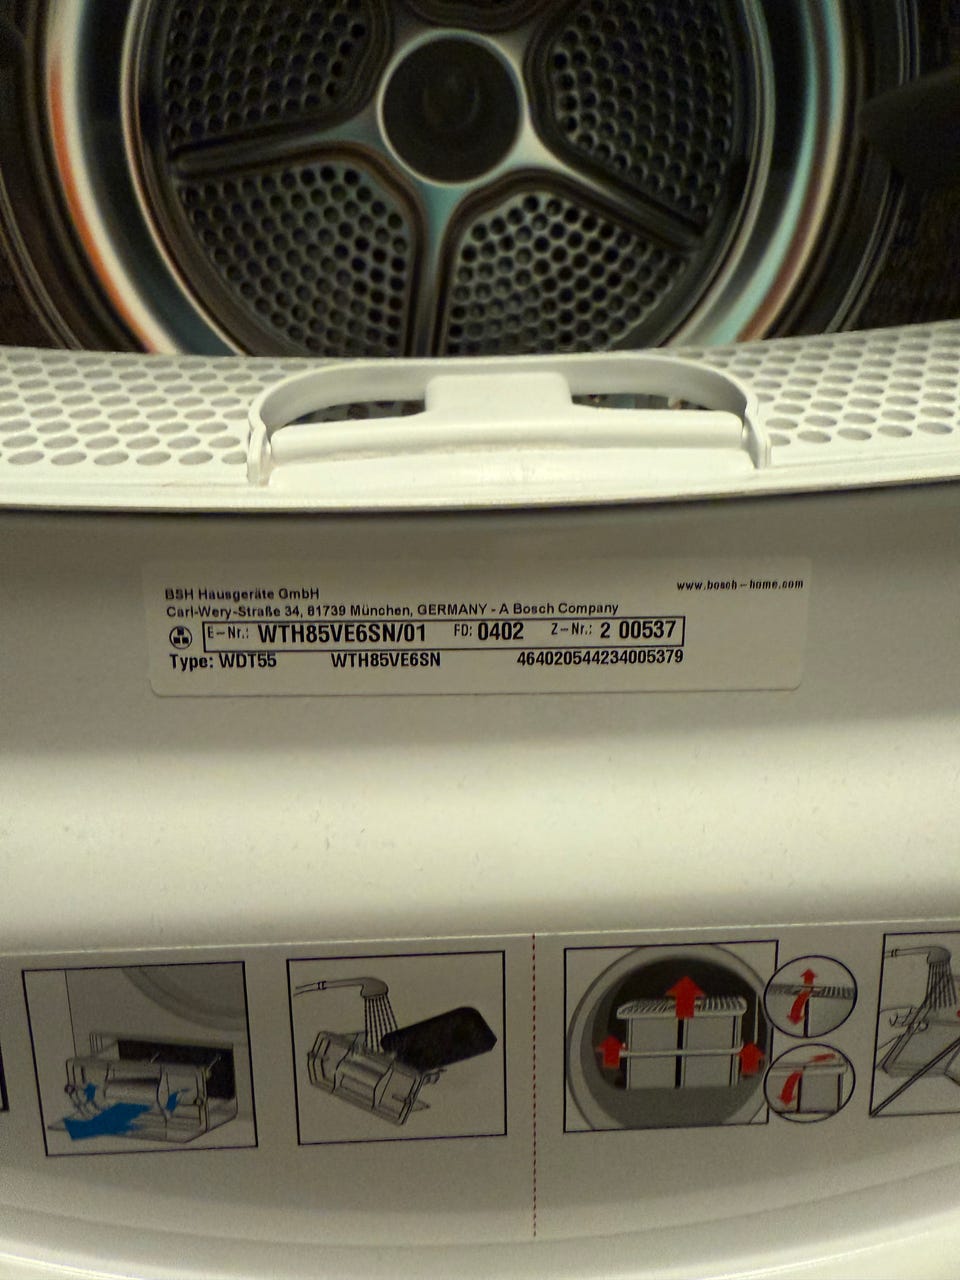 BSH Hausgeräte GmbH
www.bosch-home.com
Carl-Wery-Straße 34, 81739 München, GERMANY - A Bosch Company
E-Nr.: WTH85VE6SN/01 FD: 0402 Z-Nr.: 2 00537
Type: WDT55 WTH85VE6SN 464020544234005379